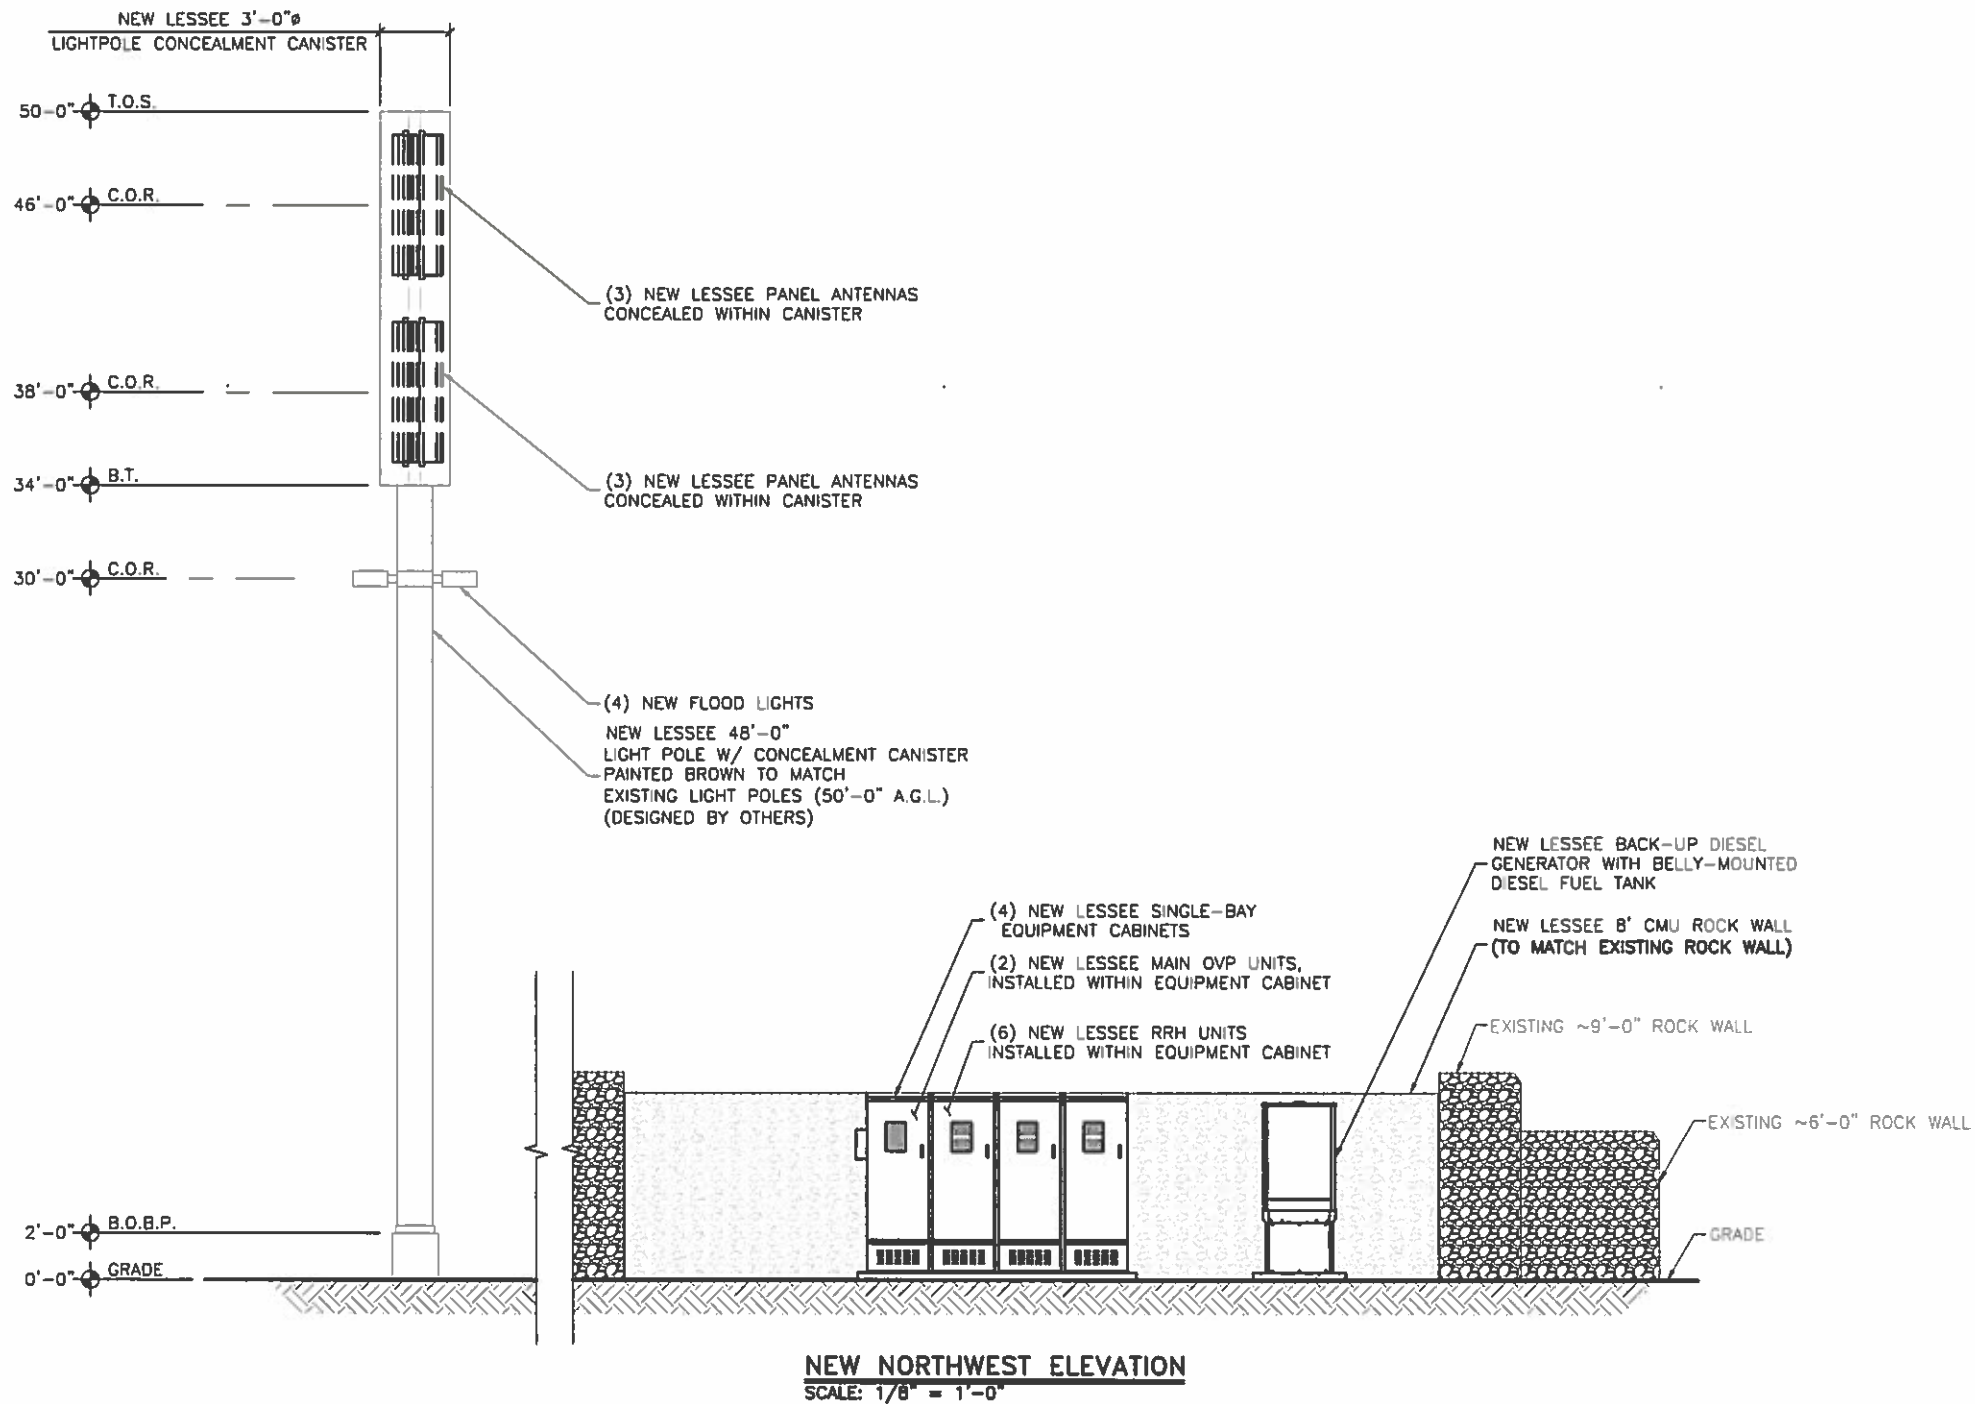 NEW LESSEE 3'-0"ø
LIGHTPOLE CONCEALMENT CANISTER
50-0" T.O.S.
46'-0" C.O.R.
(3) NEW LESSEE PANEL ANTENNAS
CONCEALED WITHIN CANISTER
38'-0" C.O.R.
34'-0" B.T.
(3) NEW LESSEE PANEL ANTENNAS
CONCEALED WITHIN CANISTER
30'-0" C.O.R.
(4) NEW FLOOD LIGHTS
NEW LESSEE 48'-0"
LIGHT POLE W/ CONCEALMENT CANISTER
PAINTED BROWN TO MATCH
EXISTING LIGHT POLES (50'-0" A.G.L.)
(DESIGNED BY OTHERS)
NEW LESSEE BACK-UP DIESEL
GENERATOR WITH BELLY-MOUNTED
DIESEL FUEL TANK
(4) NEW LESSEE SINGLE-BAY
EQUIPMENT CABINETS
NEW LESSEE 8' CMU ROCK WALL
(TO MATCH EXISTING ROCK WALL)
(2) NEW LESSEE MAIN OVP UNITS,
INSTALLED WITHIN EQUIPMENT CABINET
(6) NEW LESSEE RRH UNITS
INSTALLED WITHIN EQUIPMENT CABINET
EXISTING ~9'-0" ROCK WALL
EXISTING ~6'-0" ROCK WALL
2'-0" B.O.B.P.
GRADE
0'-0" GRADE
NEW NORTHWEST ELEVATION
SCALE: 1/8" = 1'-0"